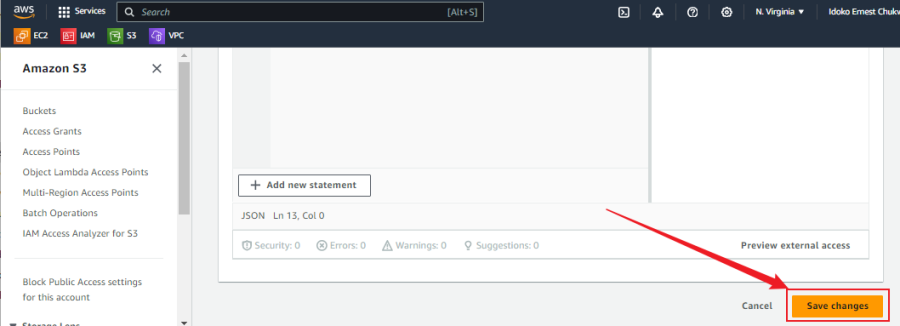 aws
Services
Search
[Alt+S]
N. Virginia ▼
Idoko Ernest Chukw
EC2
IAM
S3
VPC
Amazon S3
Buckets
Access Grants
Access Points
Object Lambda Access Points
Multi-Region Access Points
Batch Operations
IAM Access Analyzer for S3
Block Public Access settings
for this account
Storage Lens
+ Add new statement
JSON Ln 13, Col 0
Security: 0
Errors: 0
Warnings: 0
Suggestions: 0
Preview external access
Cancel
Save changes